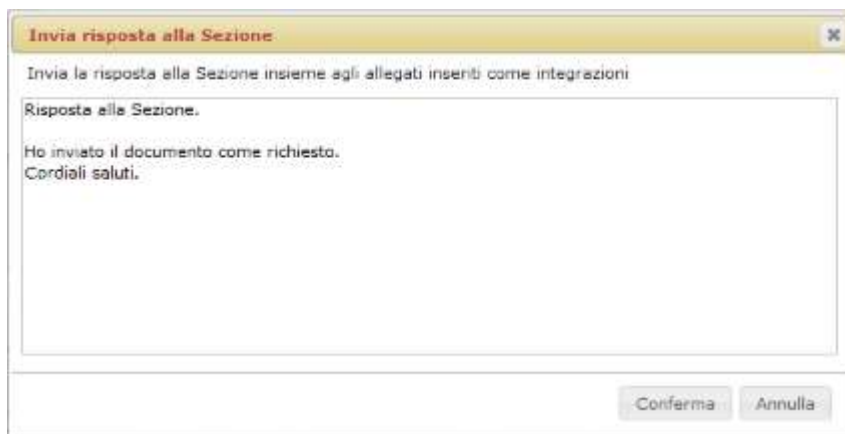 Invia risposta alla Sezione
Invia la risposta alla Sezione insieme agli allegati inseriti come integrazioni
Risposta alla Sezione.
Ho inviato il documento come richiesto.
Cordiali saluti.
Conferma Annulla